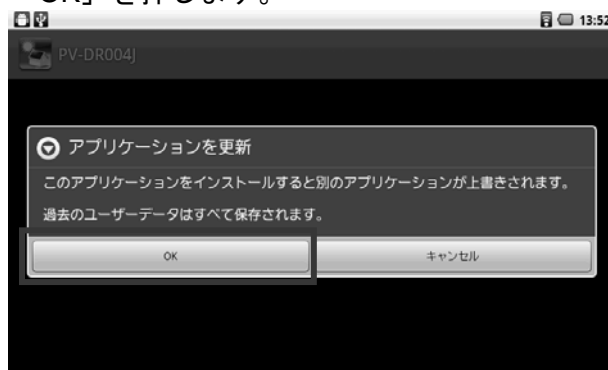 OK］を押します。
13:52
PV-DR004J
アプリケーションを更新
このアプリケーションをインストールすると別のアプリケーションが上書きされます。
過去のユーザーデータはすべて保存されます。
OK
キャンセル